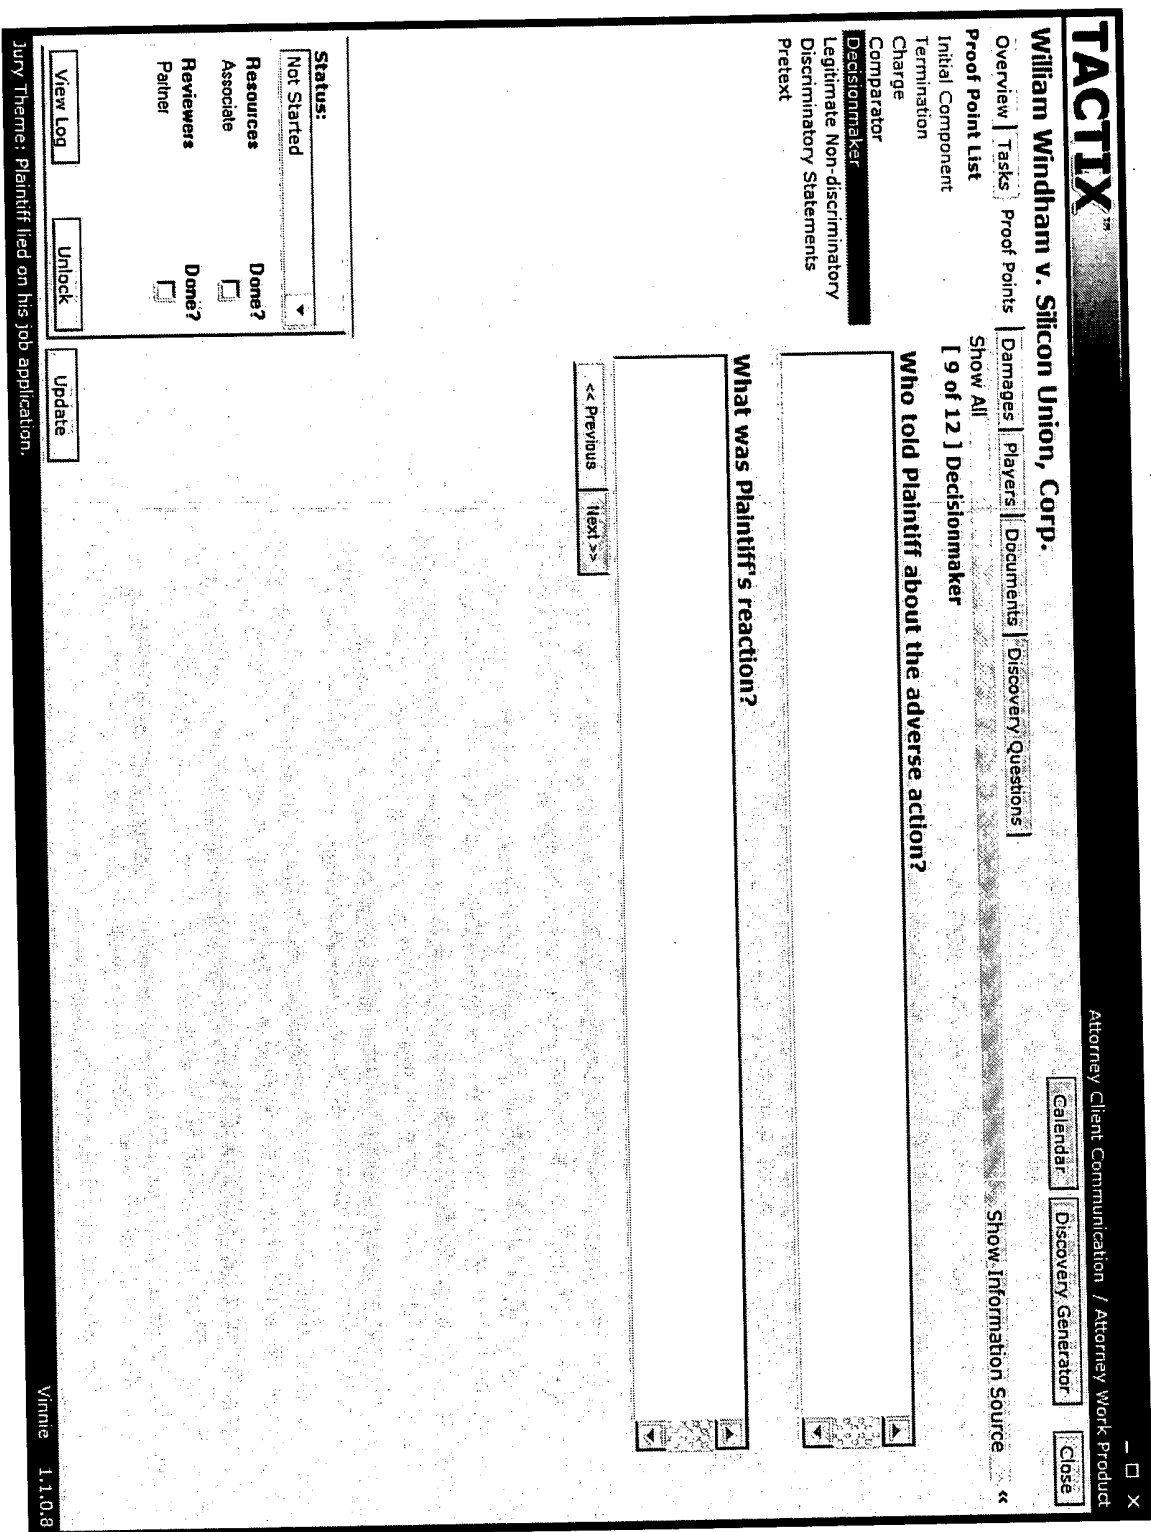 TACTIX™
Attorney Client Communication / Attorney Work Product
William Windham v. Silicon Union, Corp.
Calendar Discovery Generator Close
Overview Tasks Proof Points Damages Players Documents Discovery Questions
Show All
Show Information Source «
Proof Point List
Initial Component
Termination
Charge
Comparator
Decisionmaker
Legitimate Non-discriminatory
Discriminatory Statements
Pretext
[ 9 of 12 ] Decisionmaker
Who told Plaintiff about the adverse action?
What was Plaintiff's reaction?
<< Previous Next >>
Status:
Not Started
Resources Done?
Associate
Reviewers Done?
Partner
View Log Unlock Update
Jury Theme: Plaintiff lied on his job application.
Vinnie 1.1.0.8